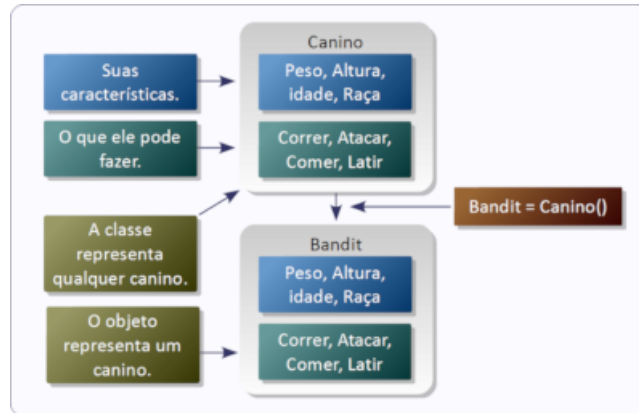 Canino
Suas
características.
Peso, Altura,
idade, Raça
O que ele pode
fazer.
Correr, Atacar,
Comer, Latir
A classe
representa
qualquer canino.
Bandit = Canino()
Bandit
Peso, Altura,
idade, Raça
O objeto
representa um
canino.
Correr, Atacar,
Comer, Latir